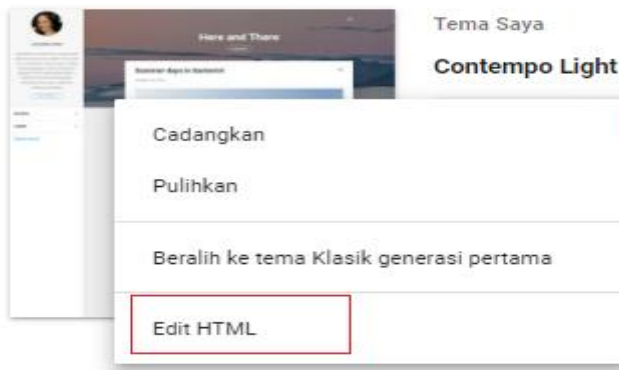 Here and There
Tema Saya
Contempo Light
Summer days in Santorini
Cadangkan
Pulihkan
Beralih ke tema Klasik generasi pertama
Edit HTML